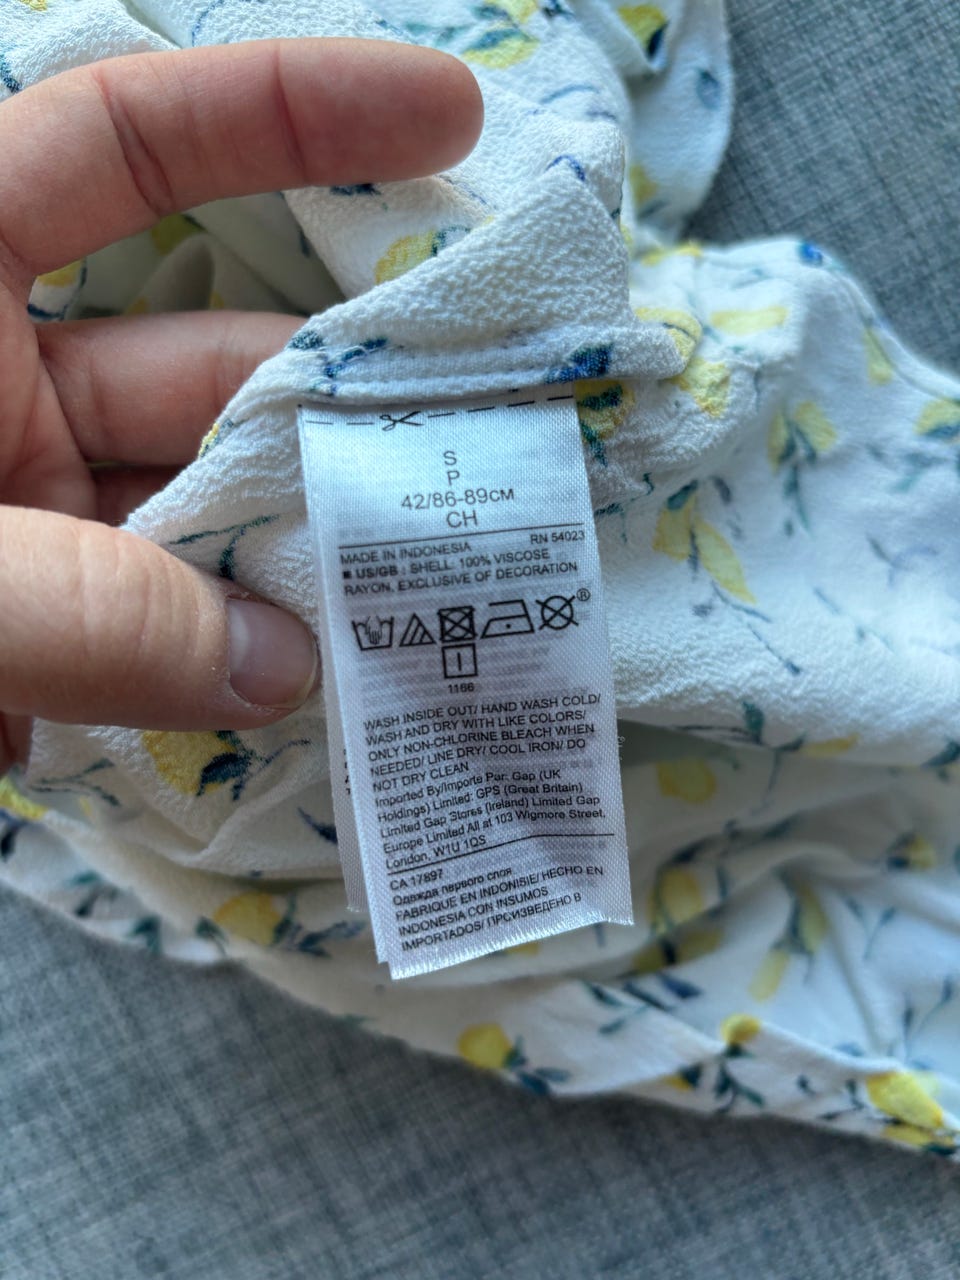 S
P
42/86-89CM
CH
MADE IN INDONESIA RN 54023
■ US/GB : SHELL: 100% VISCOSE
RAYON, EXCLUSIVE OF DECORATION
®
1166
WASH INSIDE OUT/ HAND WASH COLD/
WASH AND DRY WITH LIKE COLORS/
ONLY NON-CHLORINE BLEACH WHEN
NEEDED/ LINE DRY/ COOL IRON/ DO
NOT DRY CLEAN
Imported By/Importe Par: Gap (UK
Holdings) Limited: GPS (Great Britain)
Limited Gap Stores (Ireland) Limited Gap
Europe Limited All at 103 Wigmore Street,
London, W1U 1QS
CA 17897
Одежда первого слоя
FABRIQUE EN INDONISIE/ HECHO EN
INDONESIA CON INSUMOS
IMPORTADOS/ ПРОИЗВЕДЕНО В